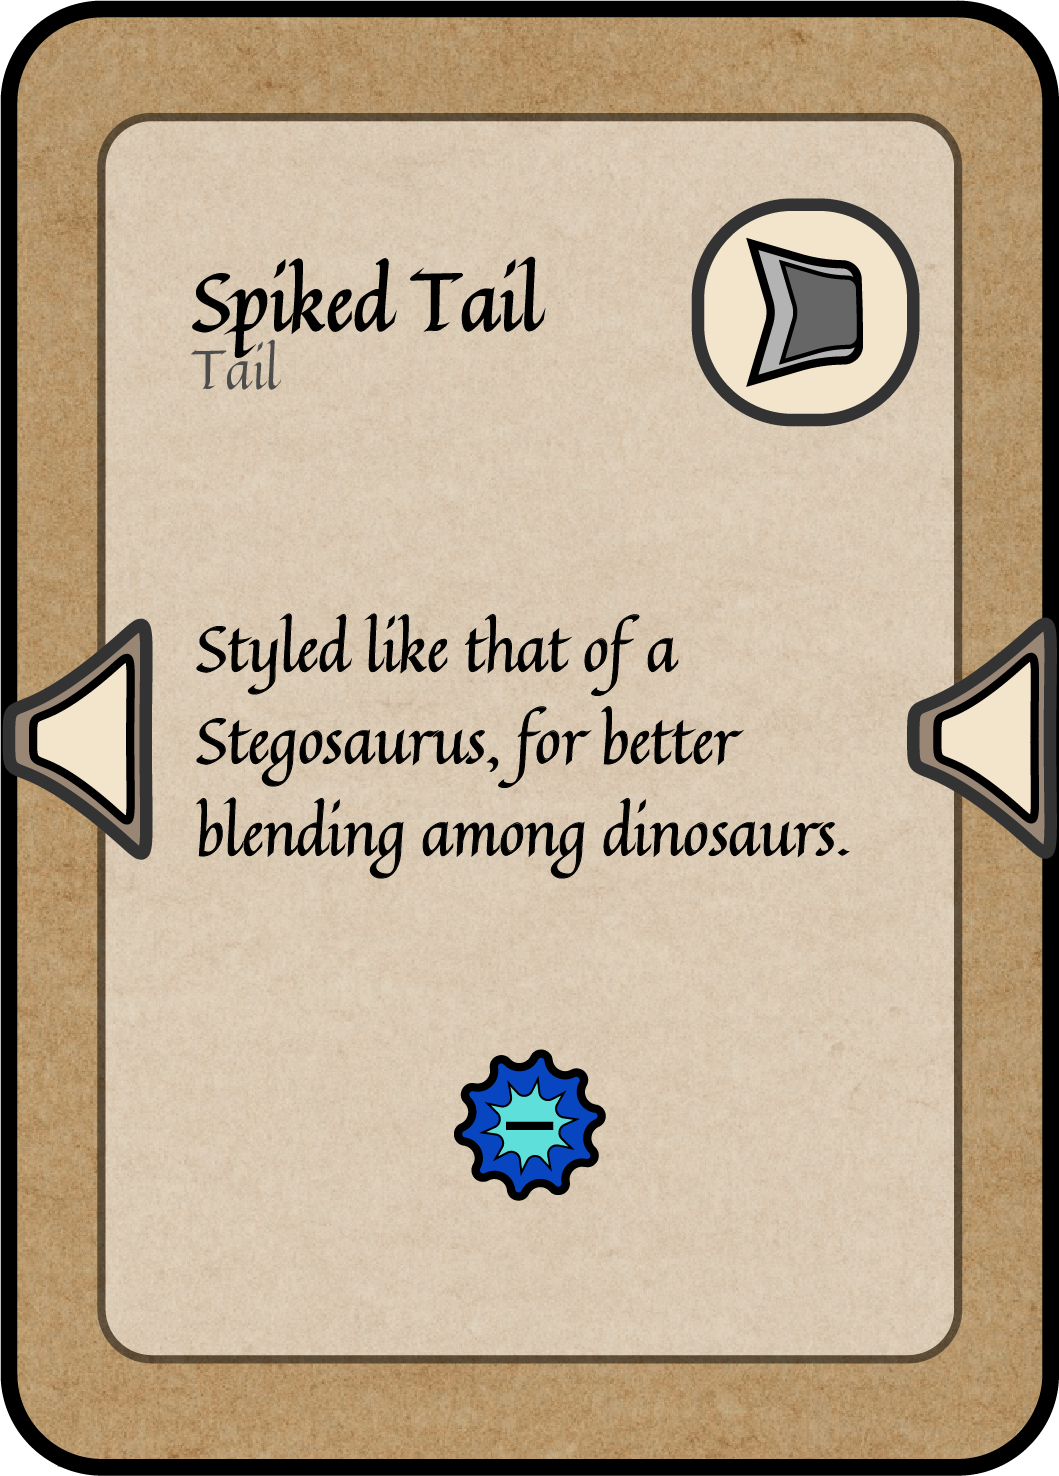 Spiked Tail
Tail
Styled like that of a
Stegosaurus, for better
blending among dinosaurs.
–